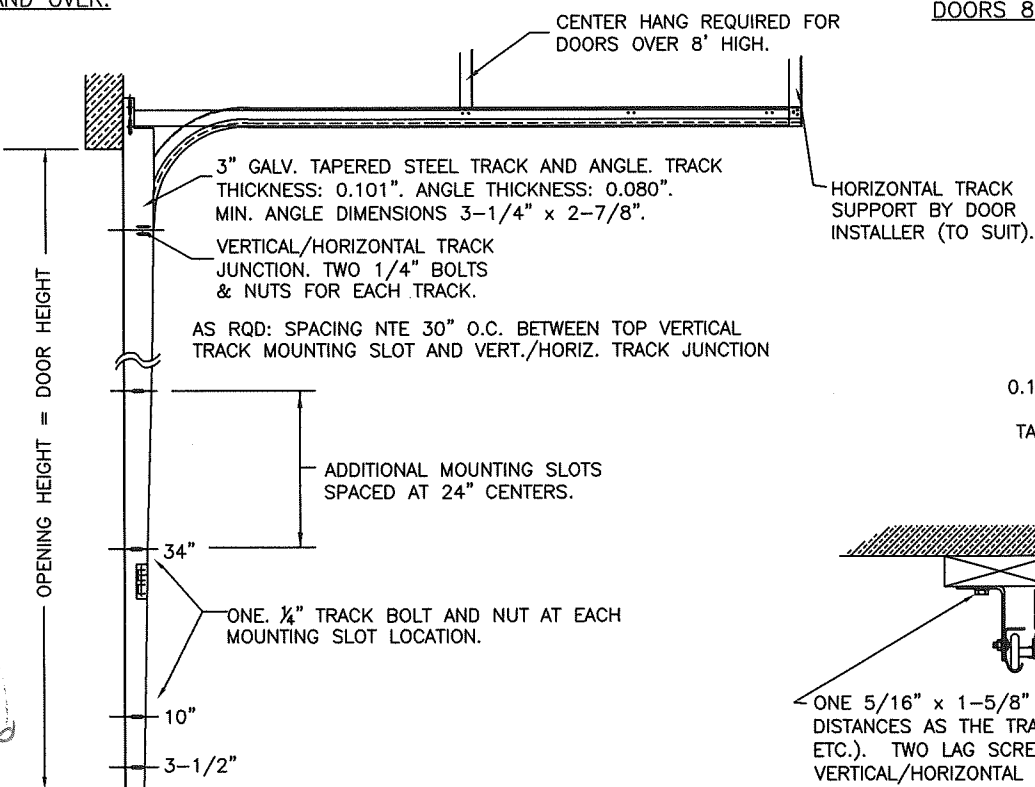 AND OVER.
DOORS 8
CENTER HANG REQUIRED FOR
DOORS OVER 8' HIGH.
3" GALV. TAPERED STEEL TRACK AND ANGLE. TRACK
THICKNESS: 0.101". ANGLE THICKNESS: 0.080".
MIN. ANGLE DIMENSIONS 3-1/4" x 2-7/8".
HORIZONTAL TRACK
SUPPORT BY DOOR
INSTALLER (TO SUIT).
VERTICAL/HORIZONTAL TRACK
JUNCTION. TWO 1/4" BOLTS
& NUTS FOR EACH TRACK.
AS RQD: SPACING NTE 30" O.C. BETWEEN TOP VERTICAL
TRACK MOUNTING SLOT AND VERT./HORIZ. TRACK JUNCTION
OPENING HEIGHT = DOOR HEIGHT
0.1
TA
ADDITIONAL MOUNTING SLOTS
SPACED AT 24" CENTERS.
34"
ONE. ¼" TRACK BOLT AND NUT AT EACH
MOUNTING SLOT LOCATION.
10"
3-1/2"
ONE 5/16" x 1-5/8"
DISTANCES AS THE TRA
ETC.). TWO LAG SCRE
VERTICAL/HORIZONTAL